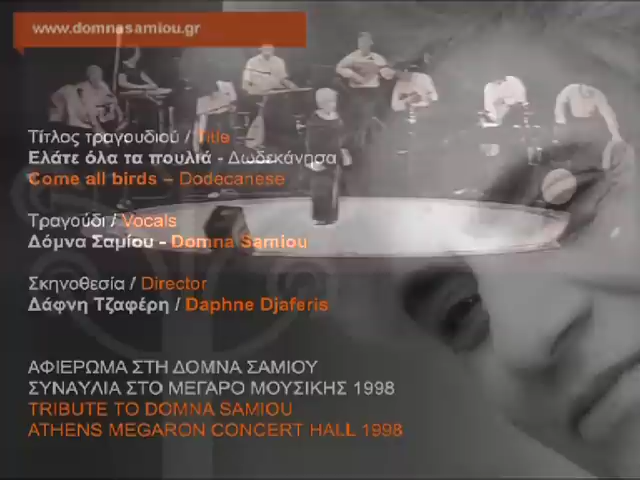 www.domnasamiou.gr
Τίτλος τραγουδιού / Title
Ελάτε όλα τα πουλιά - Δωδεκάνησα
Come all birds – Dodecanese
Τραγούδι / Vocals
Δόμνα Σαμίου - Domna Samiou
Σκηνοθεσία / Director
Δάφνη Τζαφέρη / Daphne Djaferis
ΑΦΙΕΡΩΜΑ ΣΤΗ ΔΟΜΝΑ ΣΑΜΙΟΥ
ΣΥΝΑΥΛΙΑ ΣΤΟ ΜΕΓΑΡΟ ΜΟΥΣΙΚΗΣ 1998
TRIBUTE TO DOMNA SAMIOU
ATHENS MEGARON CONCERT HALL 1998